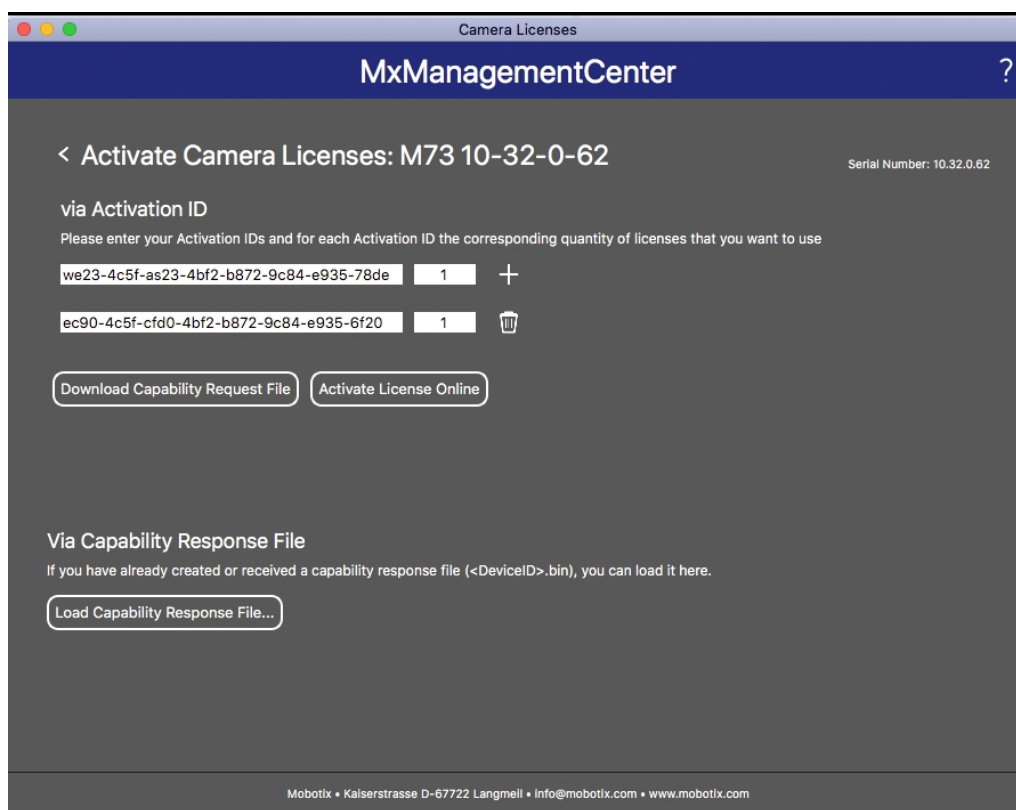 Camera Licenses
MxManagementCenter ?
< Activate Camera Licenses: M73 10-32-0-62
Serial Number: 10.32.0.62
via Activation ID
Please enter your Activation IDs and for each Activation ID the corresponding quantity of licenses that you want to use
we23-4c5f-as23-4bf2-b872-9c84-e935-78de 1 +
ec90-4c5f-cfd0-4bf2-b872-9c84-e935-6f20 1
Download Capability Request File Activate License Online
Via Capability Response File
If you have already created or received a capability response file (<DeviceID>.bin), you can load it here.
Load Capability Response File...
Mobotix • Kaiserstrasse D-67722 Langmeil • info@mobotix.com • www.mobotix.com